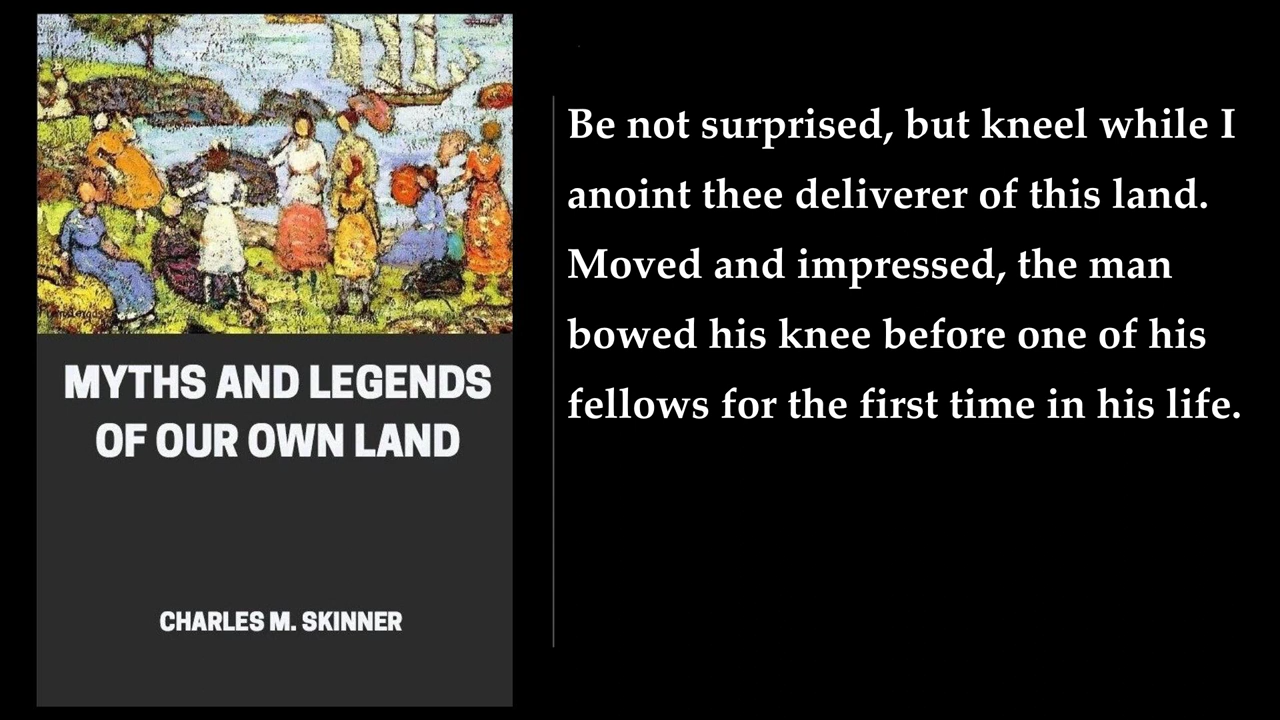 MYTHS AND LEGENDS
OF OUR OWN LAND
CHARLES M. SKINNER
Be not surprised, but kneel while I
anoint thee deliverer of this land.
Moved and impressed, the man
bowed his knee before one of his
fellows for the first time in his life.